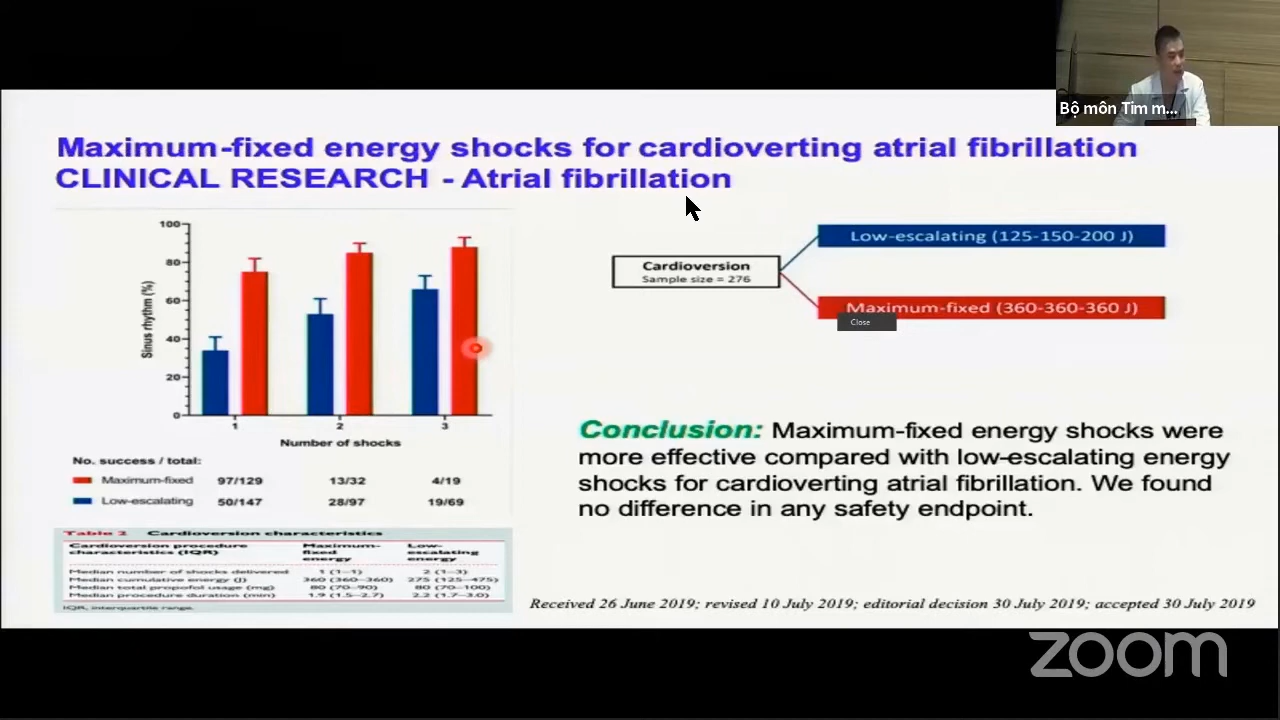 Bộ môn Tim m...
Maximum-fixed energy shocks for cardioverting atrial fibrillation
CLINICAL RESEARCH - Atrial fibrillation
100
80
60
40
20
0
Sinus rhythm (%)
1 2 3
Number of shocks
No. success / total:
Maximum-fixed 97/129 13/32 4/19
Low-escalating 50/147 28/97 19/69
Cardioversion
Sample size = 276
Low-escalating (125-150-200 J)
Maximum-fixed (360-360-360 J)
Close
Conclusion: Maximum-fixed energy shocks were
more effective compared with low-escalating energy
shocks for cardioverting atrial fibrillation. We found
no difference in any safety endpoint.
Table 2 Cardioversion characteristics
Cardioversion procedure Maximum- Low-
characteristics (IQR) fixed escalating
energy energy
Median number of shocks delivered 1 (1–1) 2 (1–3)
Median cumulative energy (J) 360 (360–360) 275 (125–475)
Median total propofol usage (mg) 80 (70–90) 80 (70–100)
Median procedure duration (min) 1.9 (1.5–2.7) 2.2 (1.7–3.0)
IQR, interquartile range.
Received 26 June 2019; revised 10 July 2019; editorial decision 30 July 2019; accepted 30 July 2019
zoom